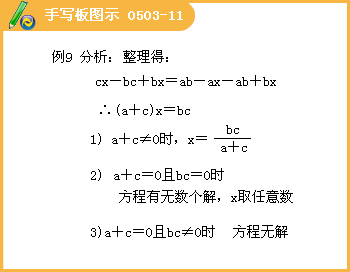 手写板图示 0503-11
例9 分析：整理得：
cx－bc＋bx＝ab－ax－ab＋bx
∴(a＋c)x＝bc
1) a＋c≠0时，x＝ bc/a＋c
2) a＋c＝0且bc＝0时
方程有无数个解，x取任意数
3)a＋c＝0且bc≠0时 方程无解